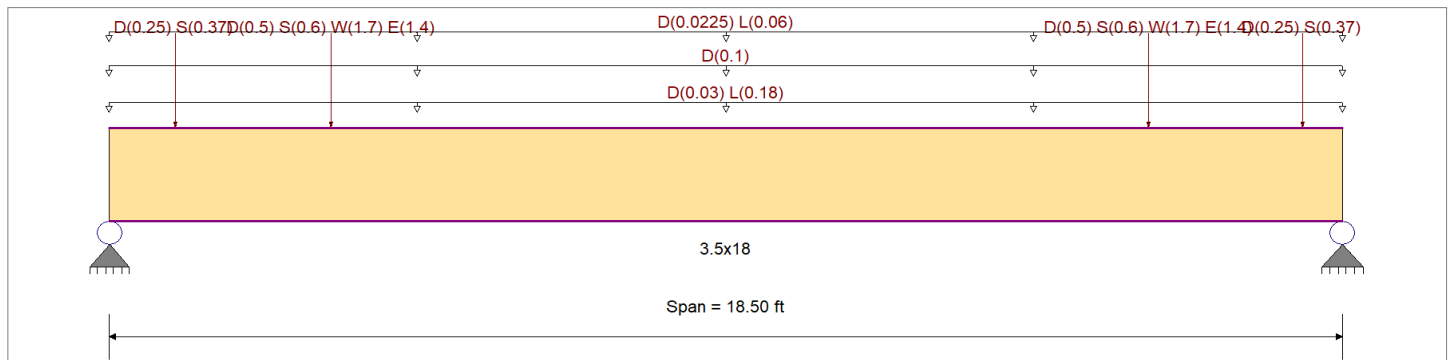 D(0.25) S(0.37) D(0.5) S(0.6) W(1.7) E(1.4) D(0.0225) L(0.06) D(0.5) S(0.6) W(1.7) E(1.4) D(0.25) S(0.37)
D(0.1)
D(0.03) L(0.18)
3.5x18
Span = 18.50 ft